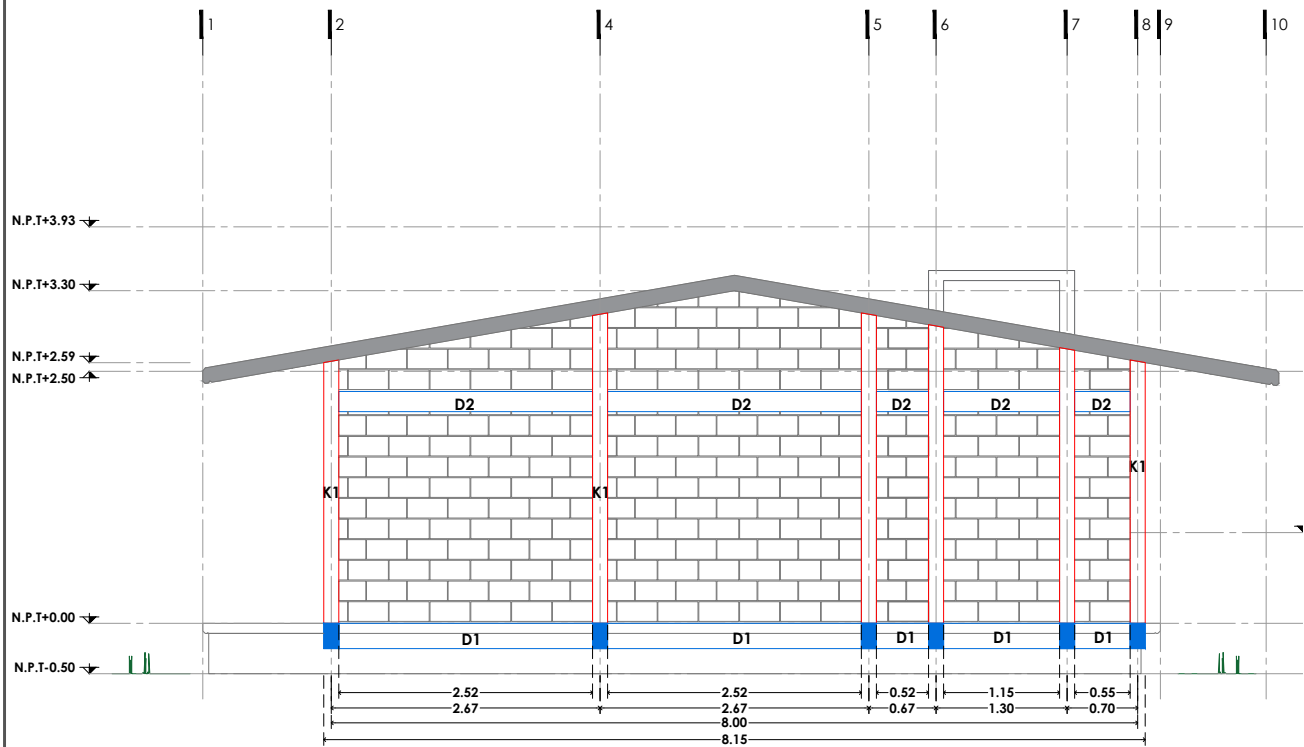 1 2 4 5 6 7 8 9 10
N.P.T+3.93
N.P.T+3.30
N.P.T+2.59
N.P.T+2.50
D2 D2 D2 D2 D2
K1
K1 K1
N.P.T+0.00
D1 D1 D1 D1 D1
N.P.T-0.50
2.52 2.52 0.52 1.15 0.55
2.67 2.67 0.67 1.30 0.70
8.00
8.15